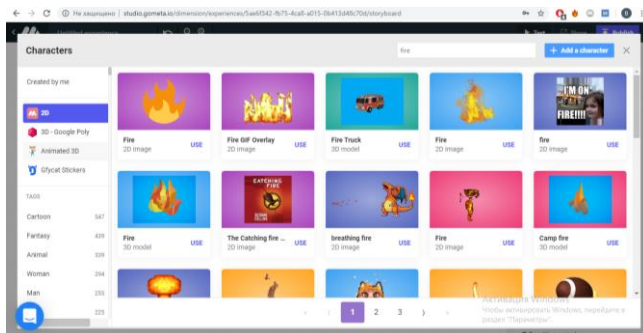 Не защищено | studio.gometa.io/dimension/experiences/5ae6f342-fb75-4ca6-a015-0b413d48c70d/storyboard
Characters
fire
+ Add a character
Created by me
2D
3D - Google Poly
Animated 3D
Gfycat Stickers
TAGS
Cartoon 547
Fantasy 409
Animal
Woman 294
Man 255
223
Fire
2D image
USE
Fire GIF Overlay
2D image
USE
Fire Truck
3D model
USE
Fire
2D image
USE
I'M ON
FIRE!!!!
fire
2D image
USE
Fire
3D model
USE
CATCHING
FIRE
The Catching fire ...
2D image
USE
breathing fire
2D image
USE
Fire
2D image
USE
Camp fire
3D model
USE
1 2 3
Активация Windows
Чтобы активировать Windows, перейдите в
раздел "Параметры".